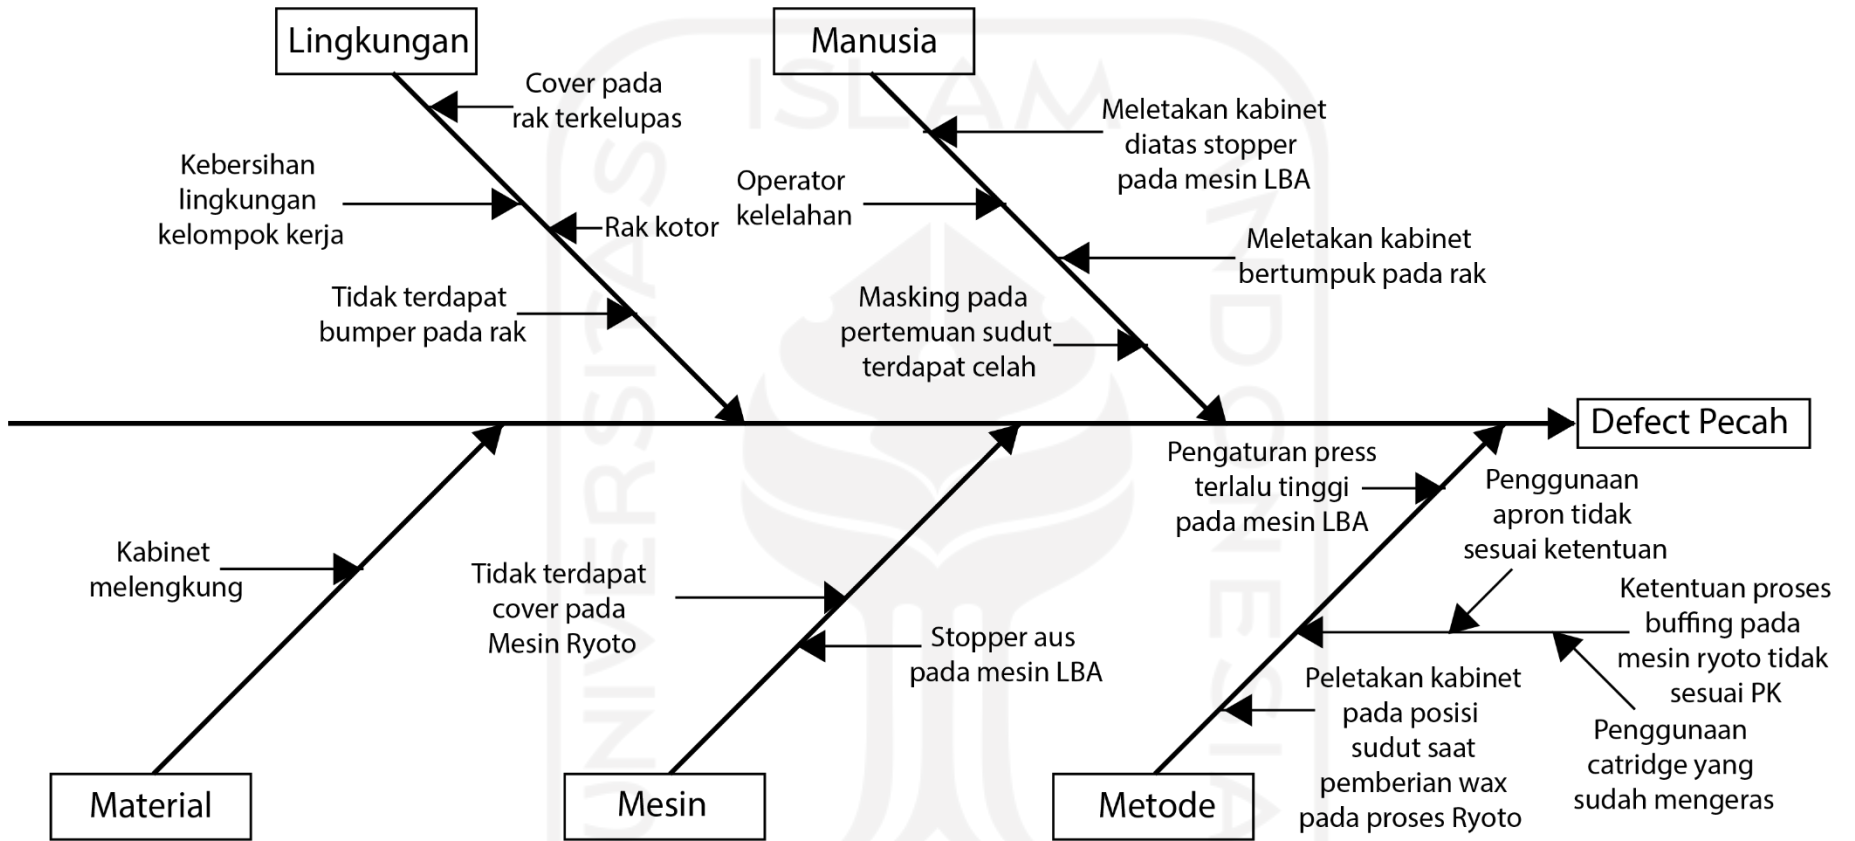 Lingkungan
Manusia
Cover pada
rak terkelupas
Kebersihan
lingkungan
kelompok kerja
Rak kotor
Tidak terdapat
bumper pada rak
Meletakan kabinet
diatas stopper
pada mesin LBA
Operator
kelelahan
Meletakan kabinet
bertumpuk pada rak
Masking pada
pertemuan sudut
terdapat celah
Defect Pecah
Kabinet
melengkung
Tidak terdapat
cover pada
Mesin Ryoto
Stopper aus
pada mesin LBA
Pengaturan press
terlalu tinggi
pada mesin LBA
Penggunaan
apron tidak
sesuai ketentuan
Ketentuan proses
buffing pada
mesin ryoto tidak
sesuai PK
Peletakan kabinet
pada posisi
sudut saat
pemberian wax
pada proses Ryoto
Penggunaan
catridge yang
sudah mengeras
Material
Mesin
Metode
UNIVERSITAS
ISLAM
INDONESIA